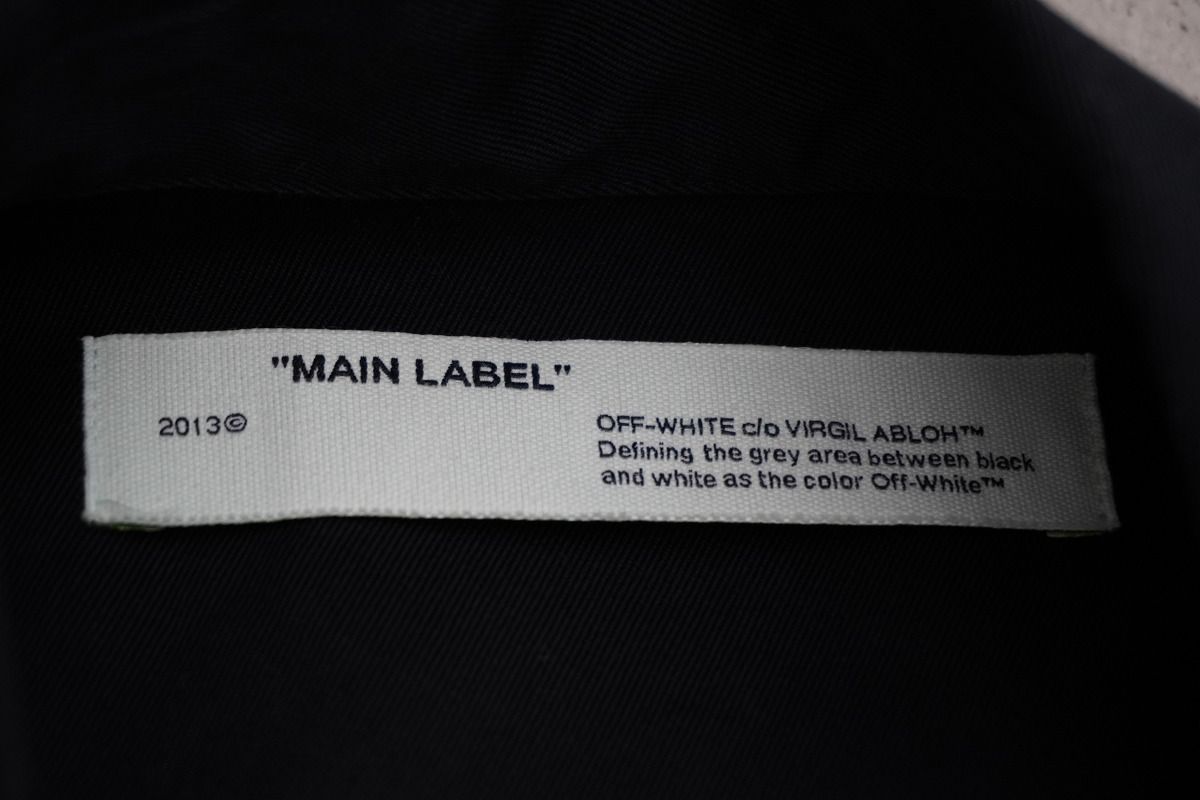 "MAIN LABEL"
2013©
OFF-WHITE c/o VIRGIL ABLOH™
Defining the grey area between black
and white as the color Off-White™